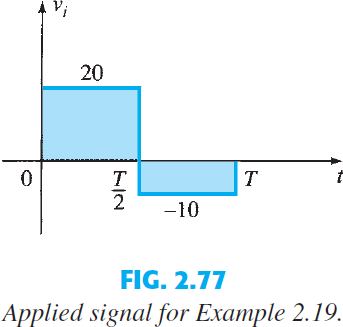 v_i
20
0
T/2
T
t
–10
FIG. 2.77
Applied signal for Example 2.19.